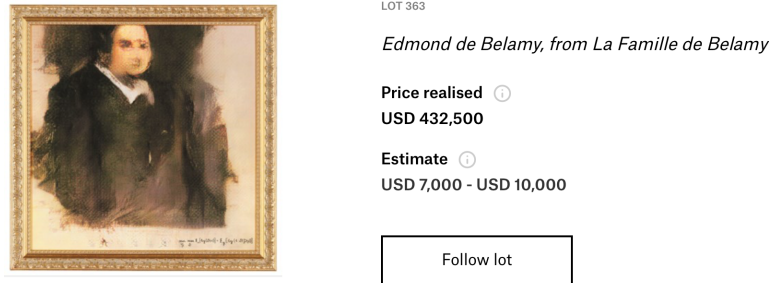 LOT 363
Edmond de Belamy, from La Famille de Belamy
Price realised
USD 432,500
Estimate
USD 7,000 - USD 10,000
Follow lot